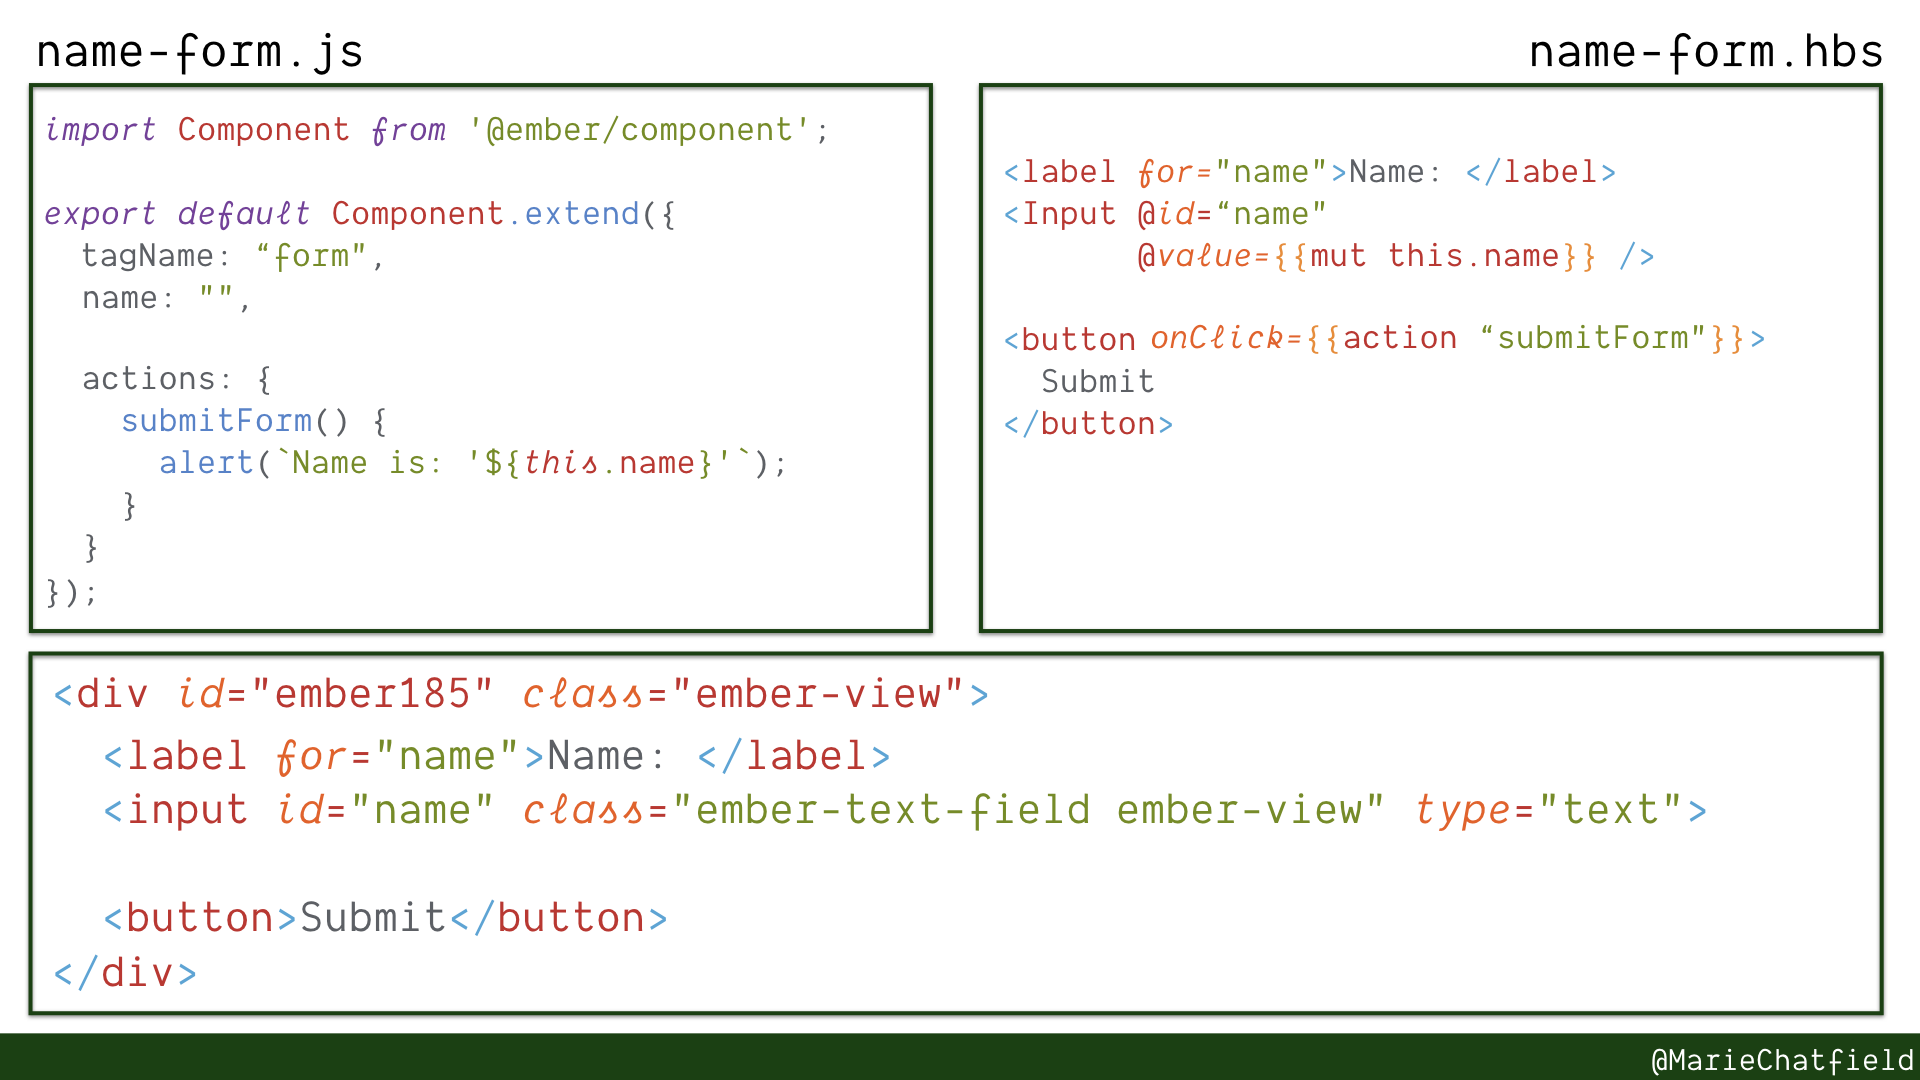 name-form.js
import Component from '@ember/component';
export default Component.extend({
  tagName: “form",
  name: "",
  actions: {
    submitForm() {
      alert(`Name is: '${this.name}'`);
    }
  }
});
name-form.hbs
<label for="name">Name: </label>
<Input @id=“name"
       @value={{mut this.name}} />
<button onClick={{action “submitForm"}}>
  Submit
</button>
<div id="ember185" class="ember-view">
  <label for="name">Name: </label>
  <input id="name" class="ember-text-field ember-view" type="text">
  <button>Submit</button>
</div>
@MarieChatfield